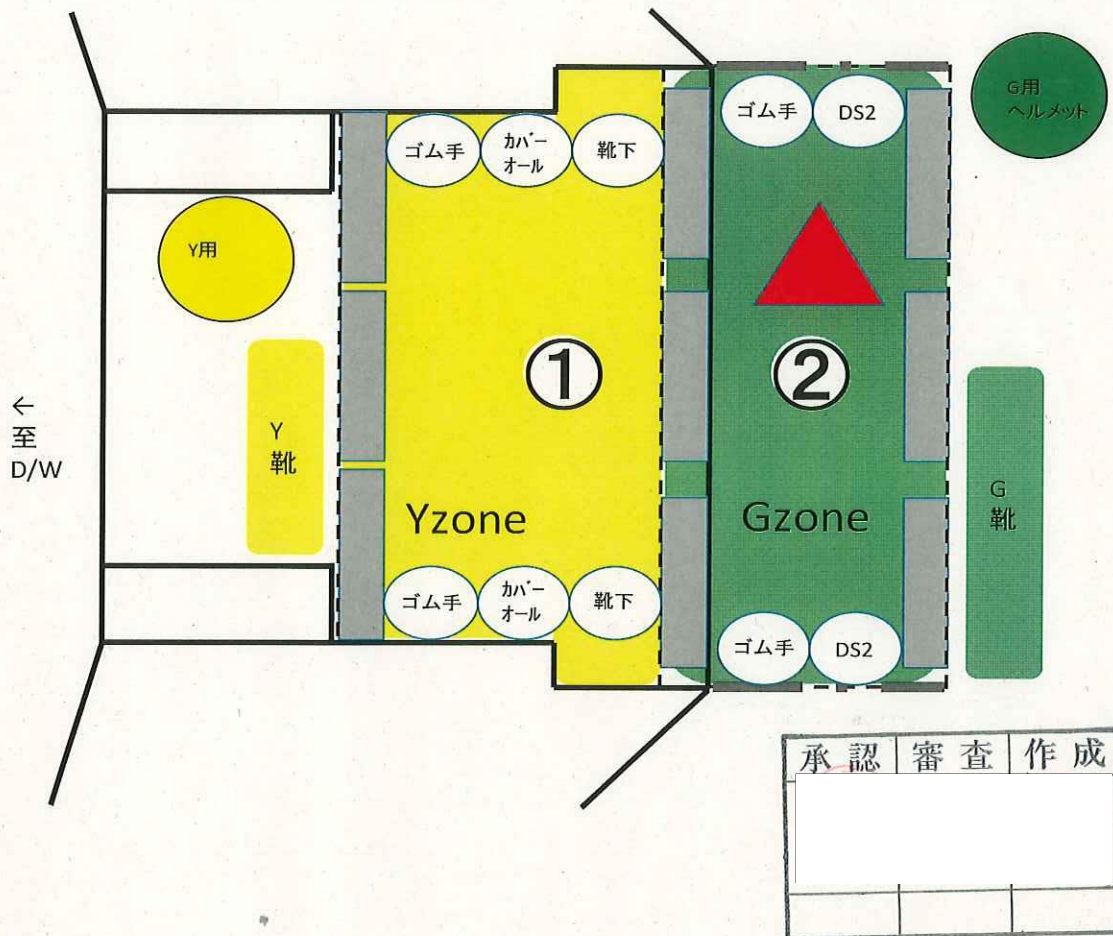 ゴム手
カバー
オール
靴下
ゴム手
DS2
G用
ヘルメット
Y用
①
②
←
至
D/W
Y
靴
Yzone
Gzone
G
靴
ゴム手
カバー
オール
靴下
ゴム手
DS2
承認
審査
作成